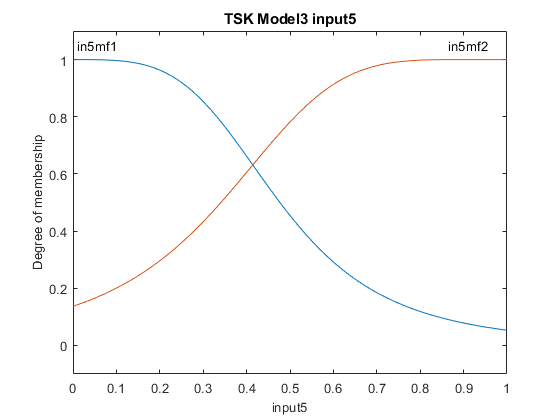 TSK Model3 input5
in5mf1 in5mf2
Degree of membership
1
0.8
0.6
0.4
0.2
0
0 0.1 0.2 0.3 0.4 0.5 0.6 0.7 0.8 0.9 1
input5